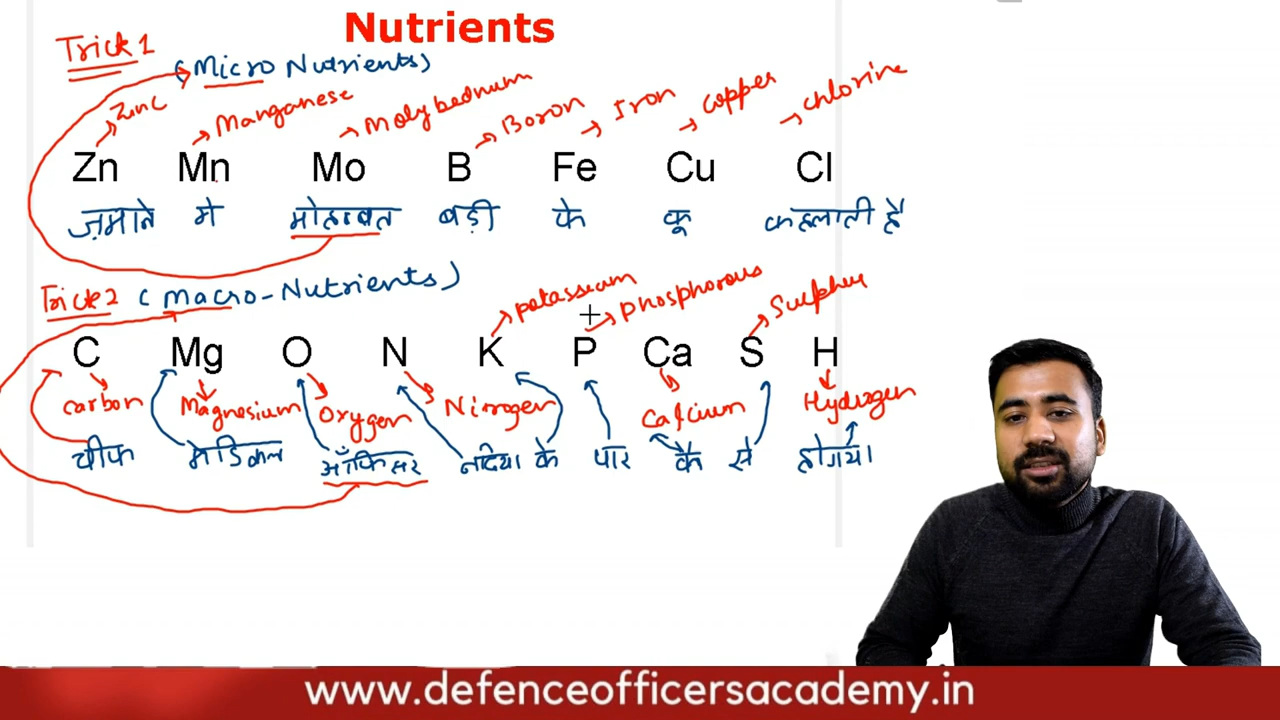 Nutrients
Trick 1
(Micro Nutrients)
Zinc Manganese Molybednum Boron Iron Copper Chlorine
Zn Mn Mo B Fe Cu Cl
ज़माने मे मोहब्बत बड़ी के कू कहलाती है
Trick 2 (Macro-Nutrients)
potassium phosphorous Sulphur
C Mg O N K P Ca S H
carbon Magnesium Oxygen Nitrogen Calcium Hydrogen
चीफ मेडिकल ऑफिसर नदिया के पार कै से होगया
www.defenceofficersacademy.in